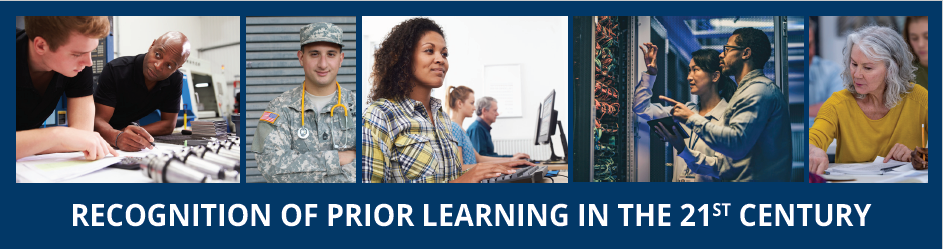 RECOGNITION OF PRIOR LEARNING IN THE 21ST CENTURY